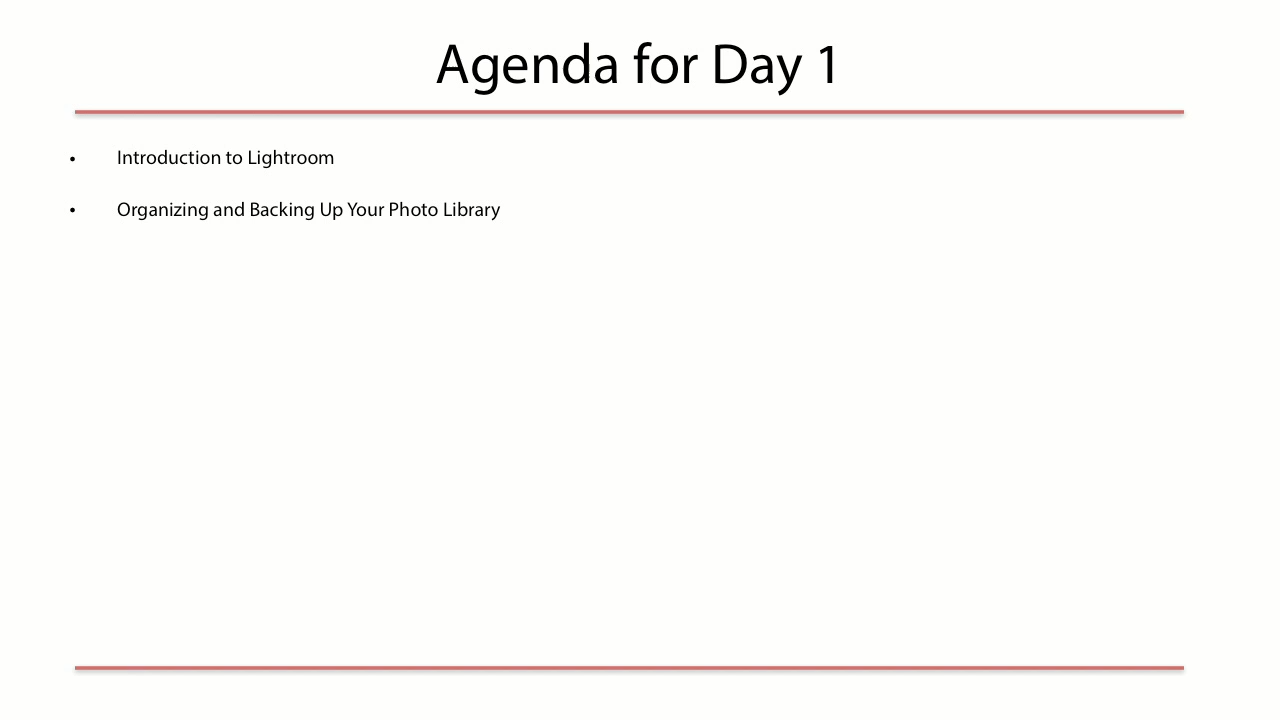 Agenda for Day 1
• Introduction to Lightroom
• Organizing and Backing Up Your Photo Library